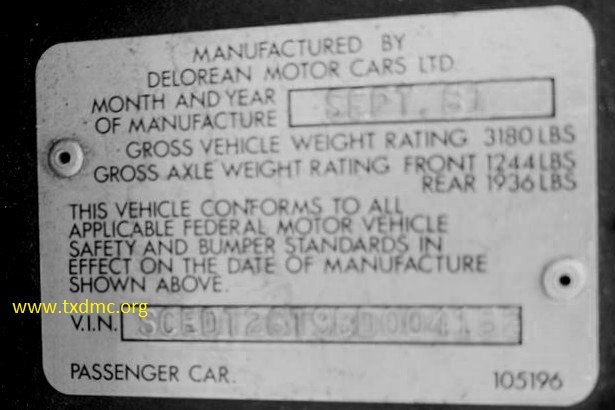 MANUFACTURED BY
DELOREAN MOTOR CARS LTD
MONTH AND YEAR
OF MANUFACTURE
SEPT. 81
GROSS VEHICLE WEIGHT RATING 3180 LBS
GROSS AXLE WEIGHT RATING FRONT 1244 LBS
REAR 1936 LBS
THIS VEHICLE CONFORMS TO ALL
APPLICABLE FEDERAL MOTOR VEHICLE
SAFETY AND BUMPER STANDARDS IN
EFFECT ON THE DATE OF MANUFACTURE
SHOWN ABOVE.
www.txdmc.org
V.I.N.
PASSENGER CAR.
105196